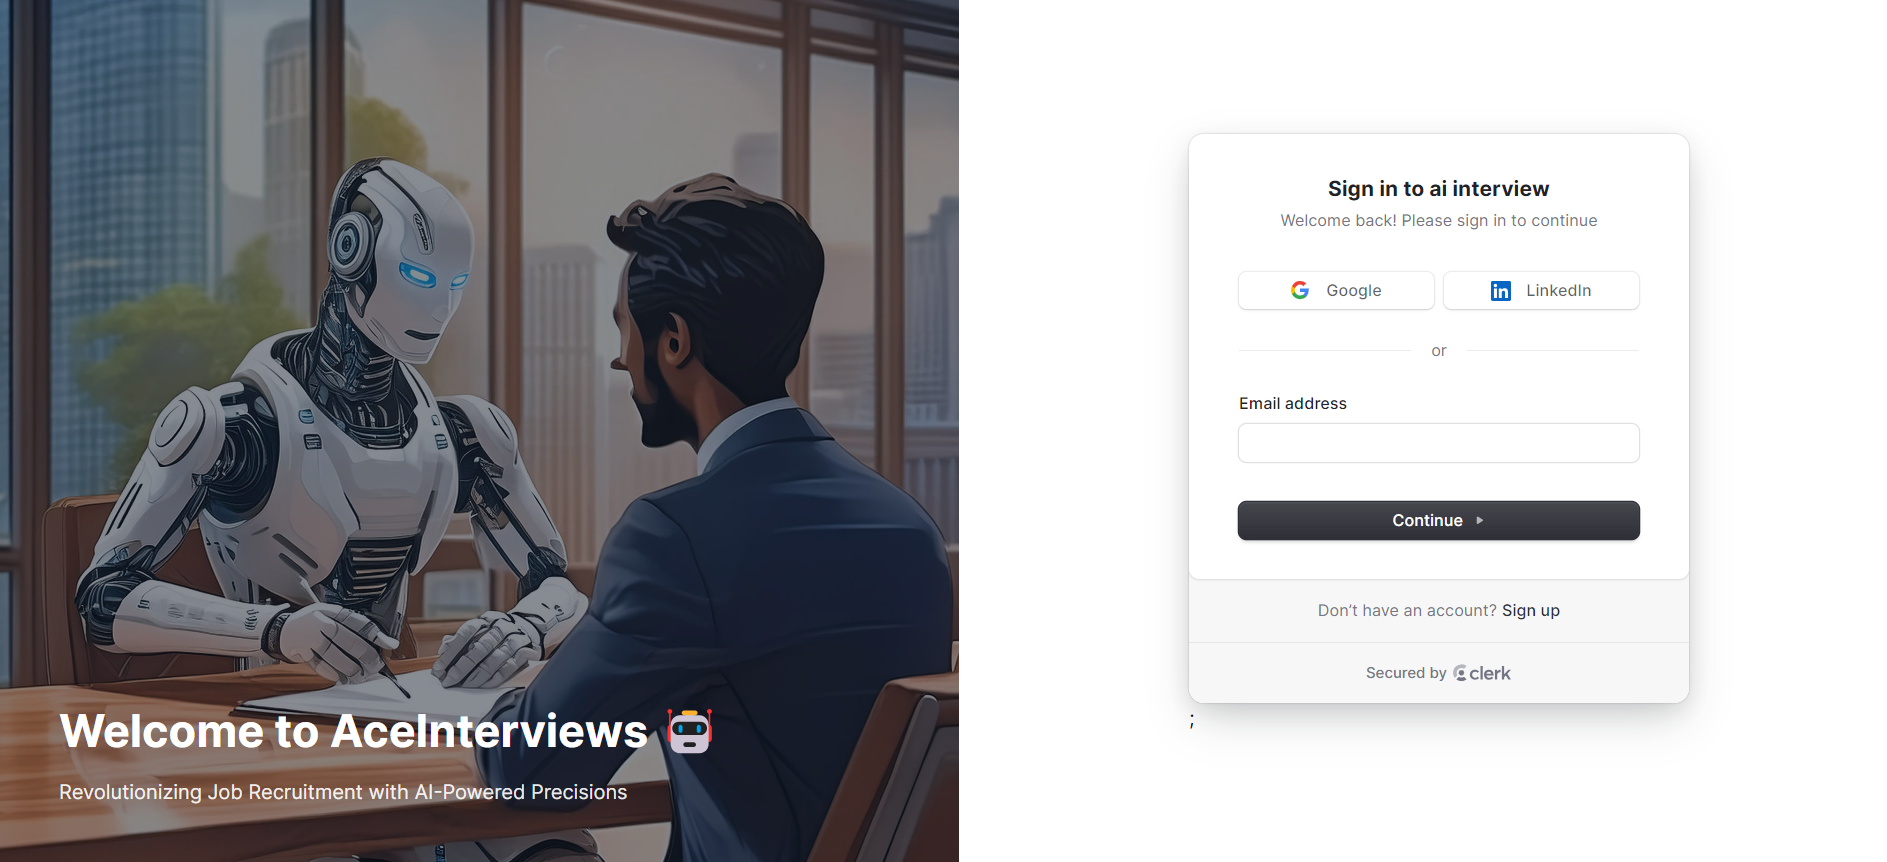 Welcome to AceInterviews
Revolutionizing Job Recruitment with AI-Powered Precisions
Sign in to ai interview
Welcome back! Please sign in to continue
Google
LinkedIn
or
Email address
Continue
Don’t have an account? Sign up
Secured by clerk
;